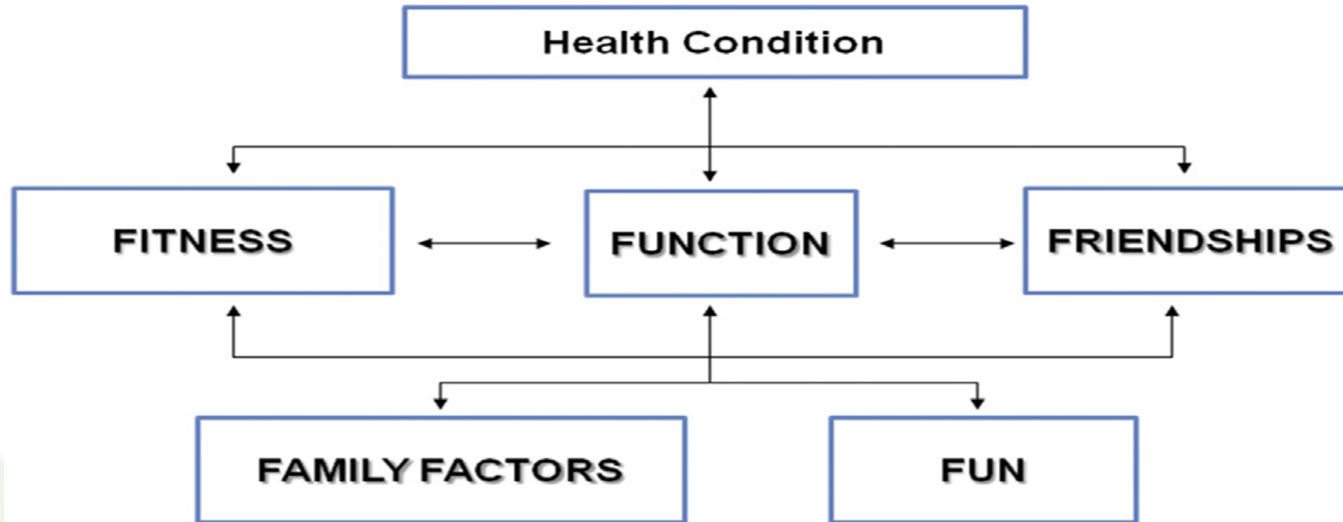 Health Condition
FITNESS
FUNCTION
FRIENDSHIPS
FAMILY FACTORS
FUN